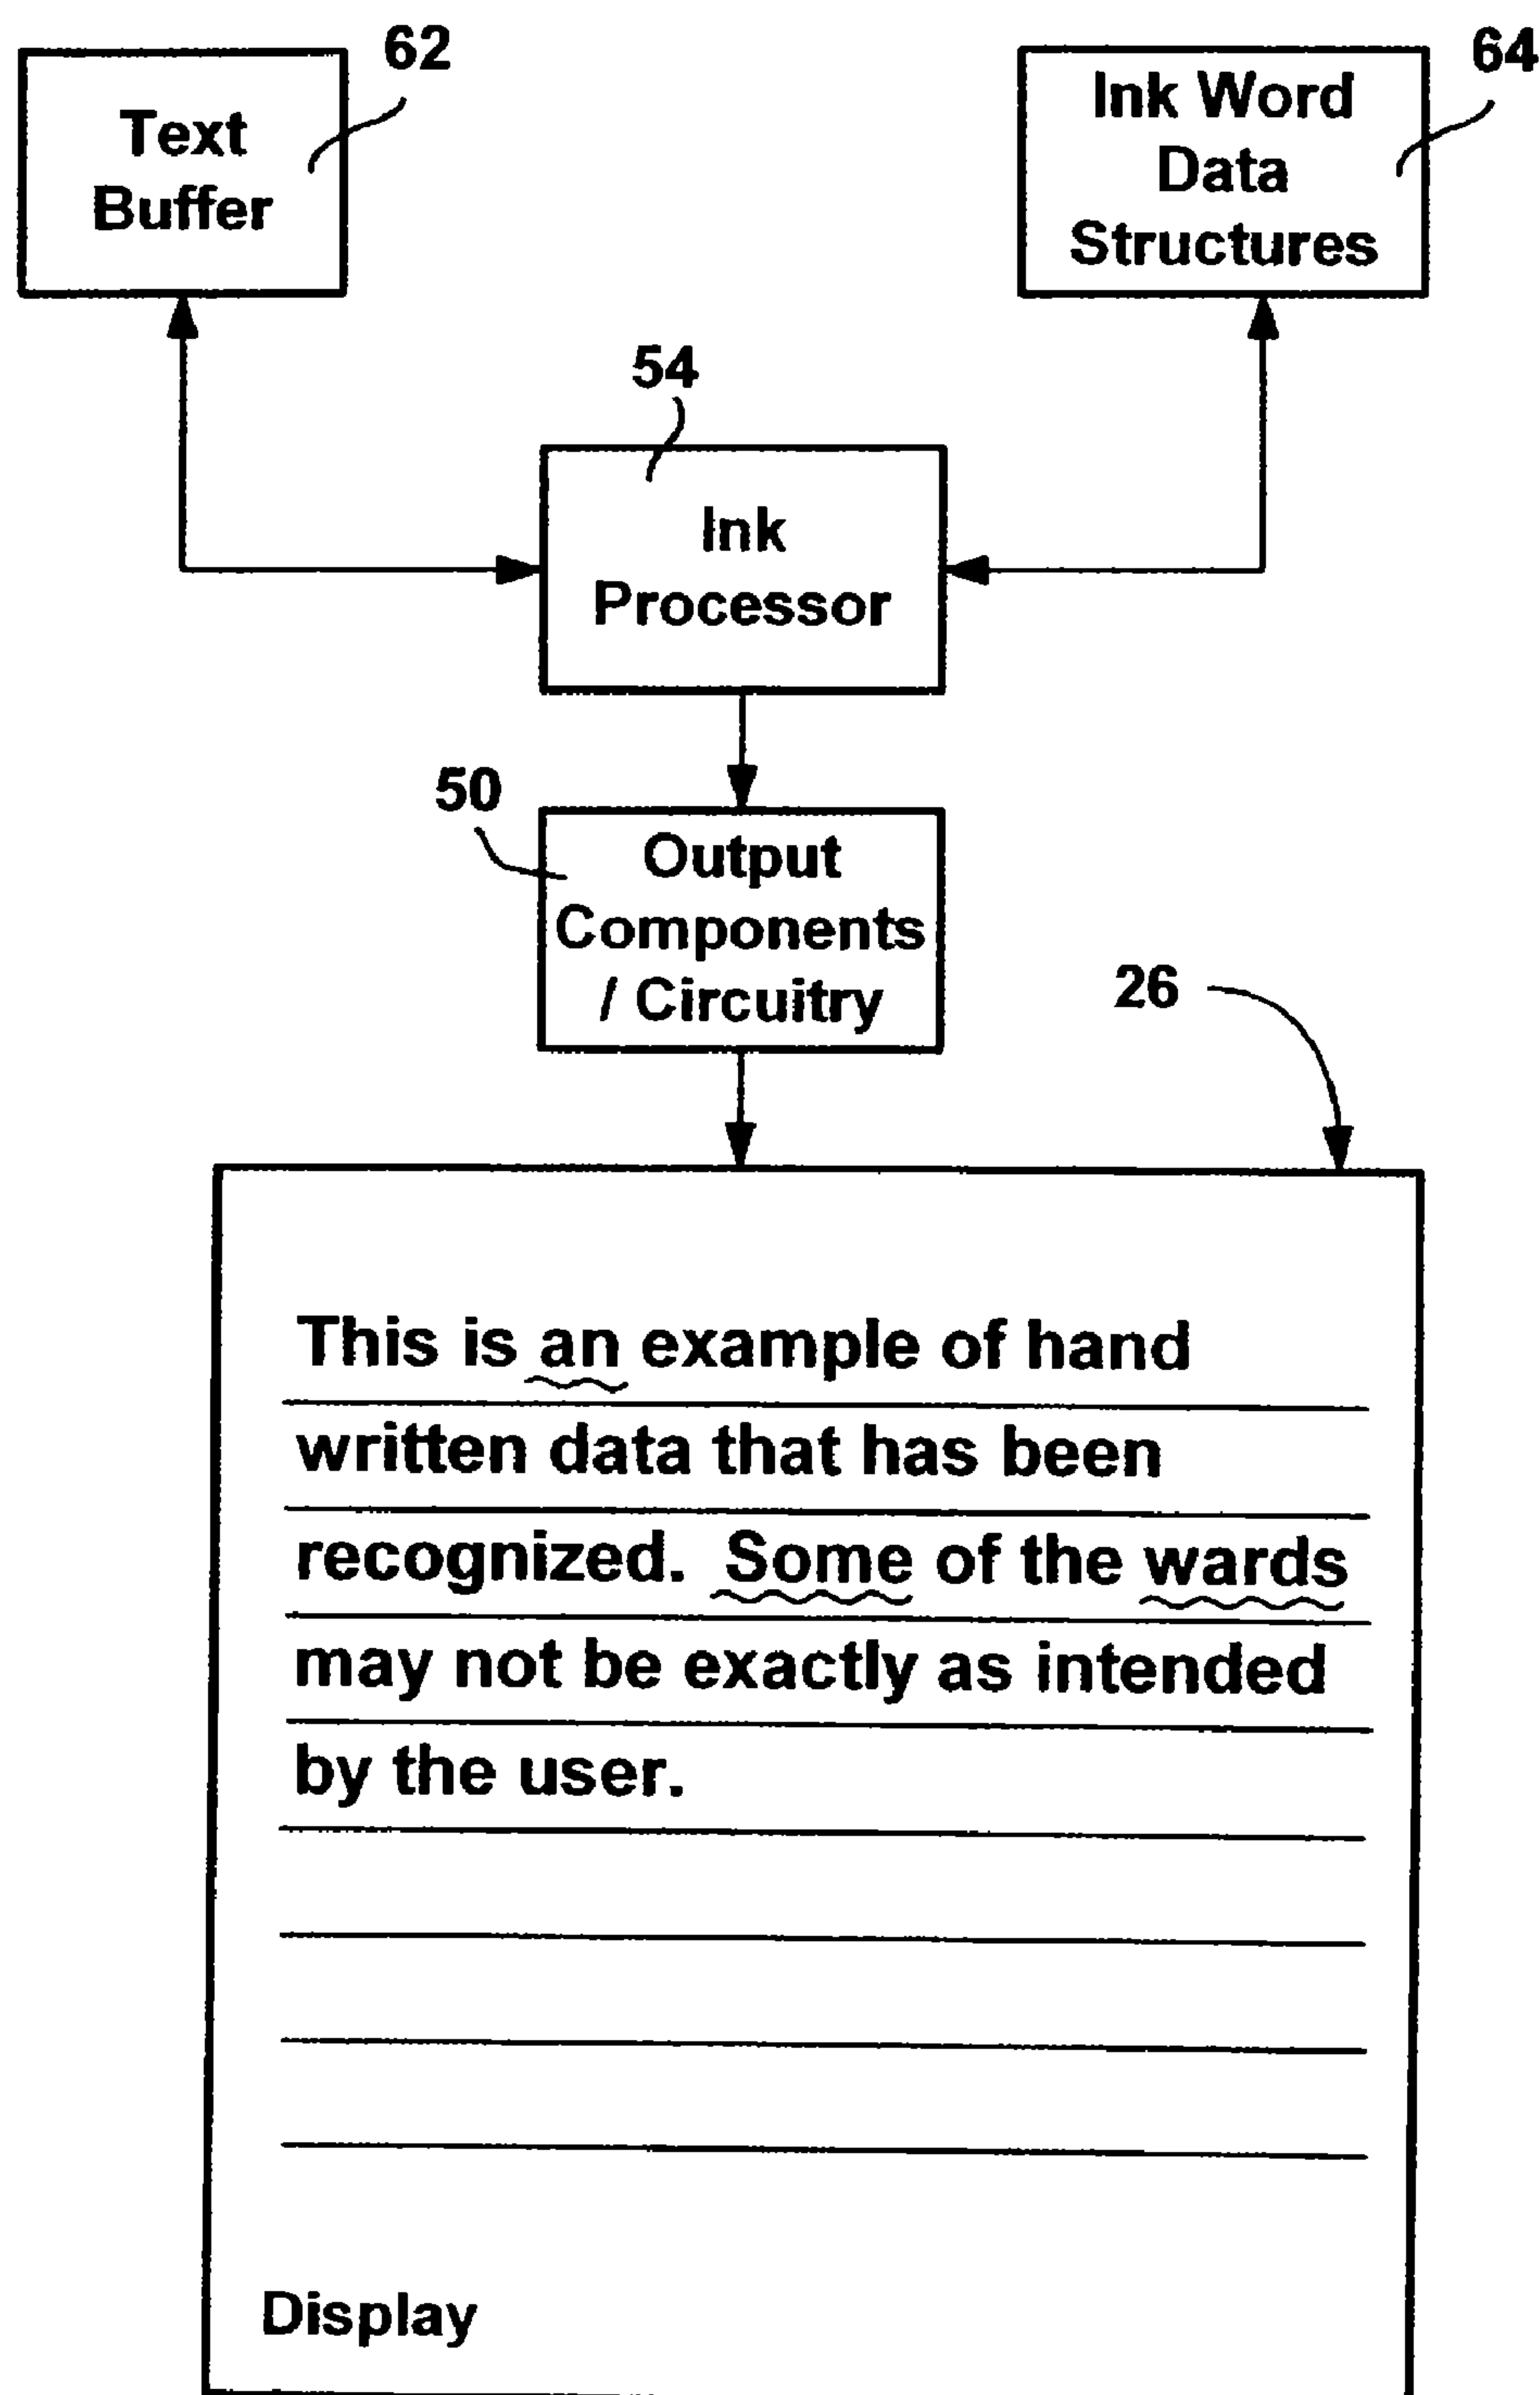 62
64
Text
Buffer
Ink Word
Data
Structures
54
Ink
Processor
50
Output
Components
/ Circuitry
26
This is an example of hand
written data that has been
recognized. Some of the wards
may not be exactly as intended
by the user.
Display